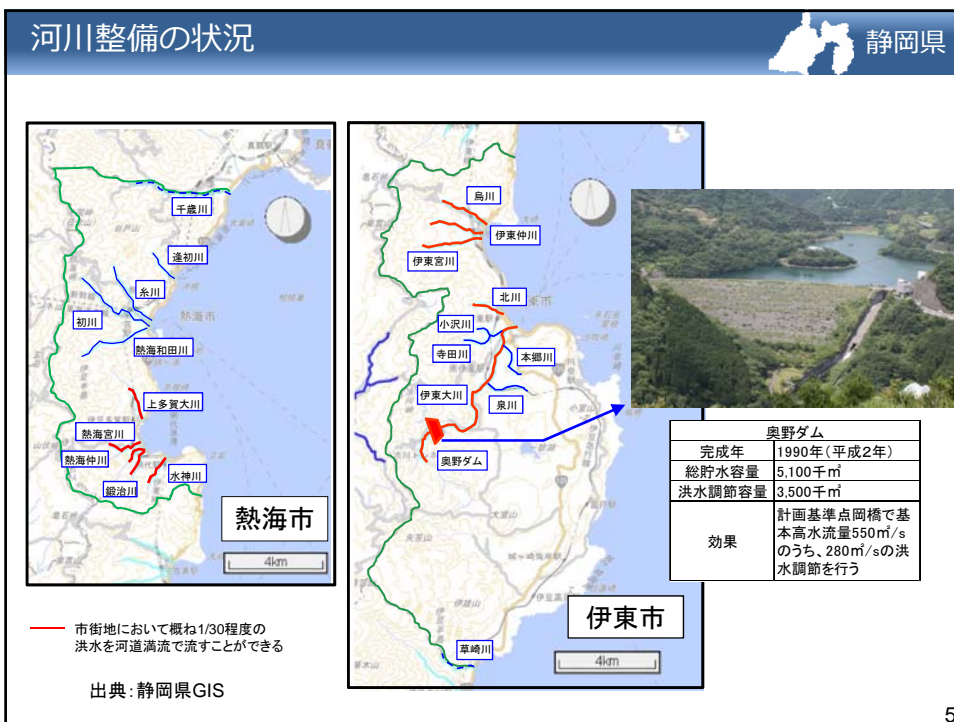 河川整備の状況
静岡県
千歳川
逢初川
糸川
初川
熱海市
熱海和田川
上多賀大川
熱海宮川
熱海仲川
水神川
鍛治川
熱海市
4km
烏川
伊東仲川
伊東宮川
北川
小沢川
寺田川
本郷川
伊東大川
泉川
奥野ダム
草崎川
伊東市
4km
奥野ダム
完成年 1990年(平成2年)
総貯水容量 5,100千㎥
洪水調節容量 3,500千㎥
効果 計画基準点岡橋で基
本高水流量550㎥/s
のうち、280㎥/sの洪
水調節を行う
市街地において概ね1/30程度の
洪水を河道満流で流すことができる
出典:静岡県GIS
5